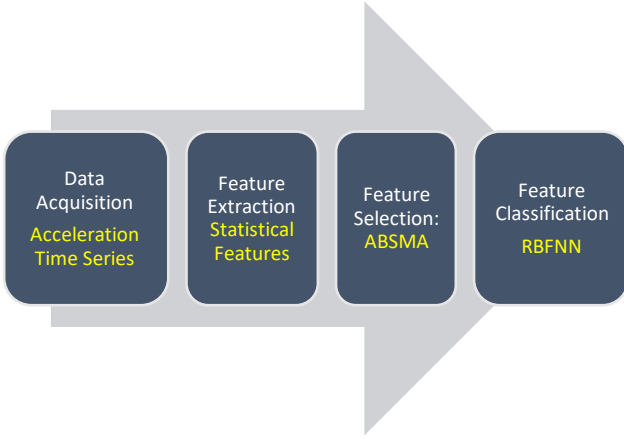 Data
Acquisition
Acceleration
Time Series
Feature
Extraction
Statistical
Features
Feature
Selection:
ABSMA
Feature
Classification
RBFNN